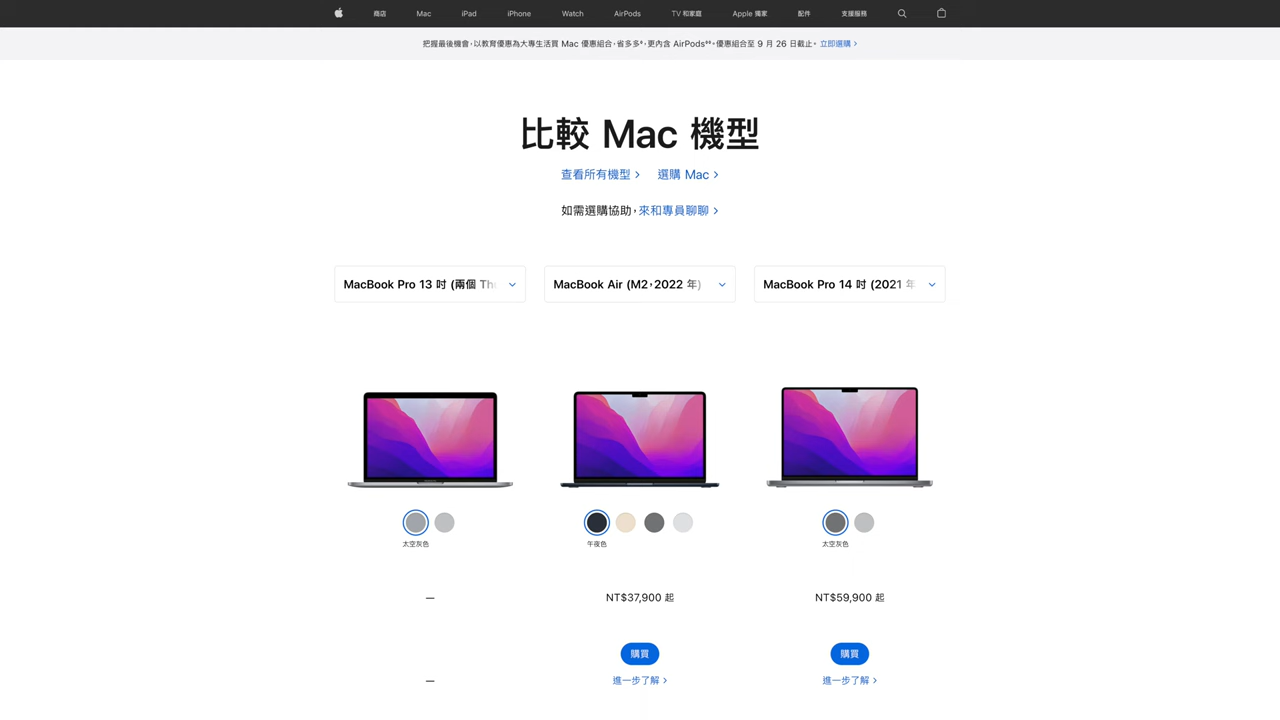 商店 Mac iPad iPhone Watch AirPods TV 和家庭 Apple 獨家 配件 支援服務
把握最後機會，以教育優惠為大專生活買 Mac 優惠組合，省多多，更內含 AirPods**。優惠組合至 9 月 26 日截止。 立即選購 >
比較 Mac 機型
查看所有機型 > 選購 Mac >
如需選購協助，來和專員聊聊 >
MacBook Pro 13 吋 (兩個 Th MacBook Air (M2，2022 年) MacBook Pro 14 吋 (2021 年
太空灰色 午夜色 太空灰色
— NT$37,900 起 NT$59,900 起
購買 購買
— 進一步了解 > 進一步了解 >